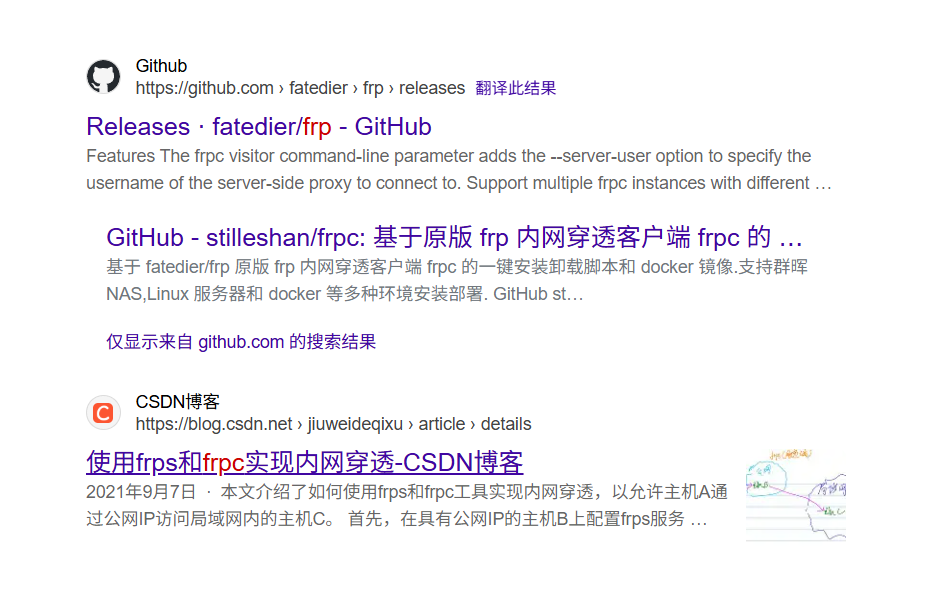 Github
https://github.com › fatedier › frp › releases 翻译此结果
Releases · fatedier/frp - GitHub
Features The frpc visitor command-line parameter adds the --server-user option to specify the
username of the server-side proxy to connect to. Support multiple frpc instances with different …
GitHub - stilleshan/frpc: 基于原版 frp 内网穿透客户端 frpc 的 …
基于 fatedier/frp 原版 frp 内网穿透客户端 frpc 的一键安装卸载脚本和 docker 镜像.支持群晖
NAS,Linux 服务器和 docker 等多种环境安装部署. GitHub st…
仅显示来自 github.com 的搜索结果
CSDN博客
https://blog.csdn.net › jiuweideqixu › article › details
使用frps和frpc实现内网穿透-CSDN博客
2021年9月7日 · 本文介绍了如何使用frps和frpc工具实现内网穿透，以允许主机A通
过公网IP访问局域网内的主机C。 首先，在具有公网IP的主机B上配置frps服务 …